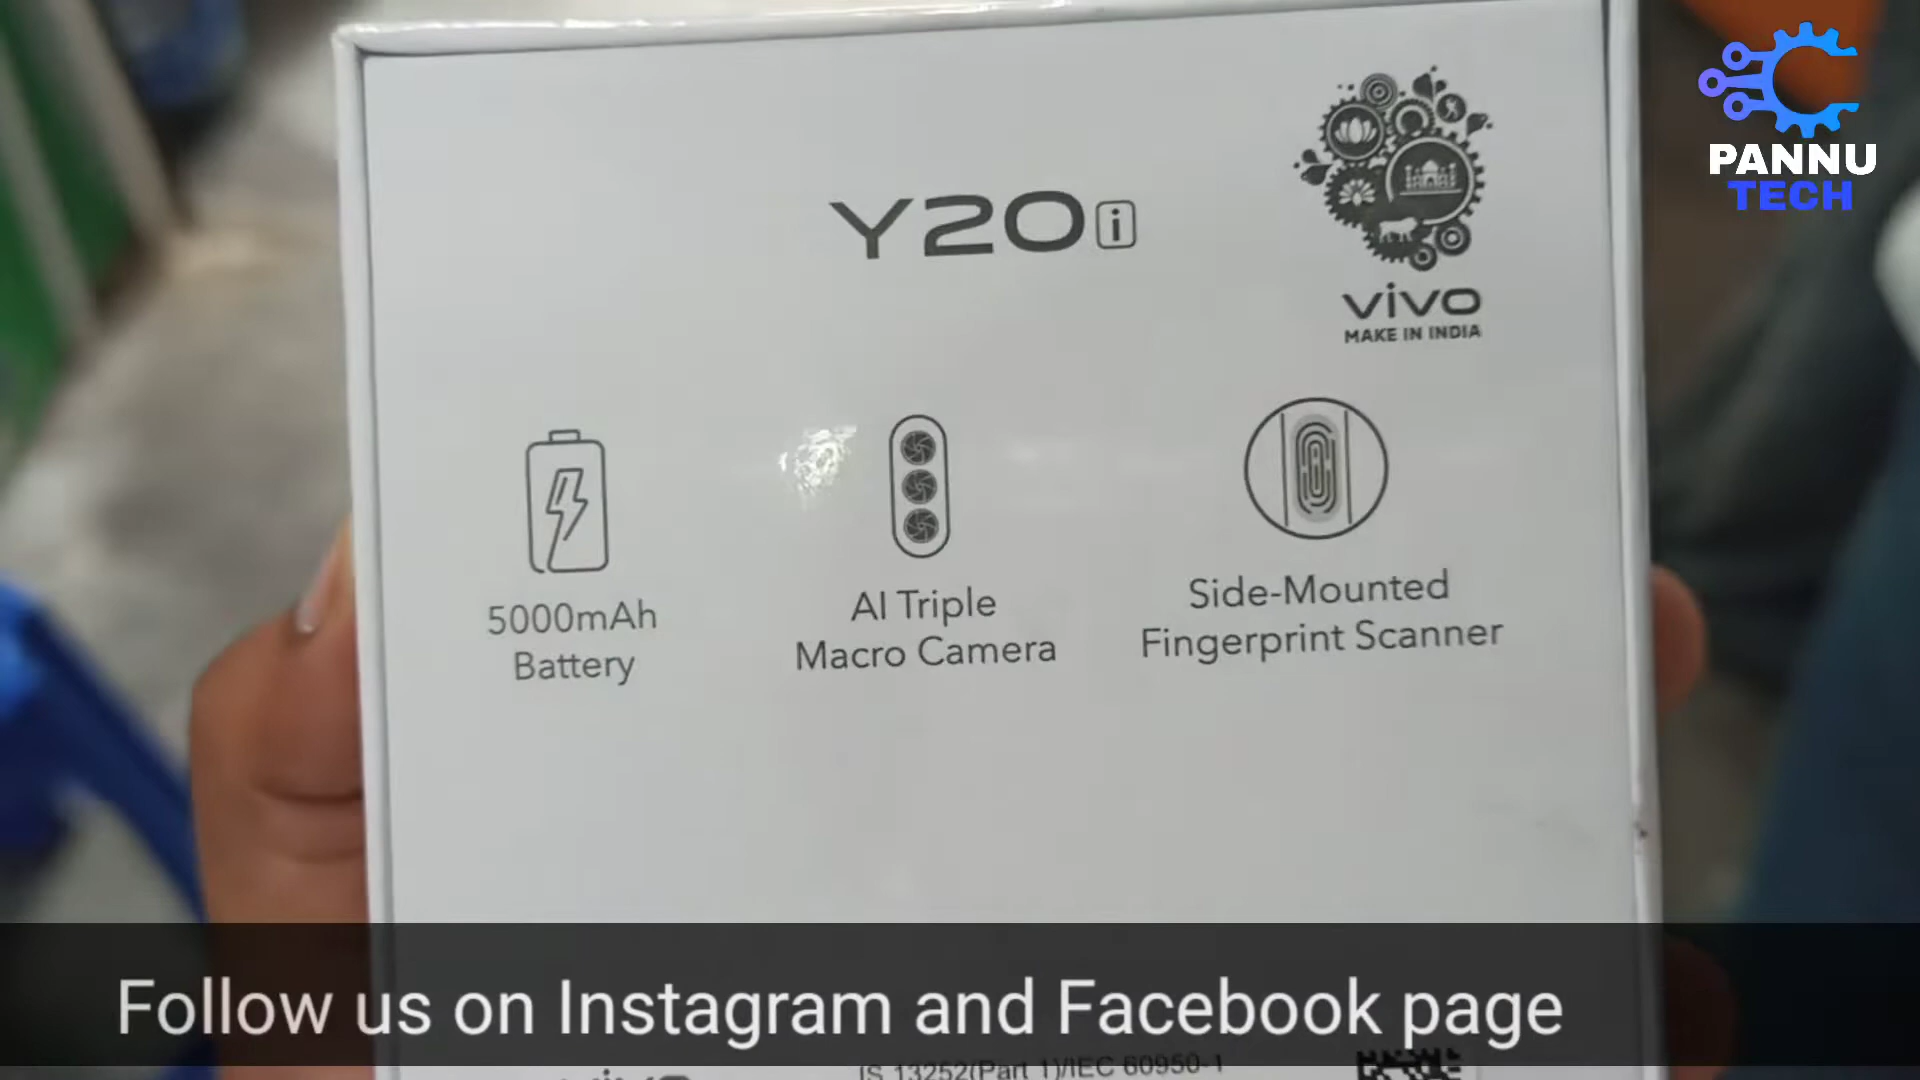 PANNU
TECH
Y20i
vivo
MAKE IN INDIA
5000mAh
Battery
AI Triple
Macro Camera
Side-Mounted
Fingerprint Scanner
Follow us on Instagram and Facebook page
IS 13252(Part 1)/IEC 60950-1
vivo